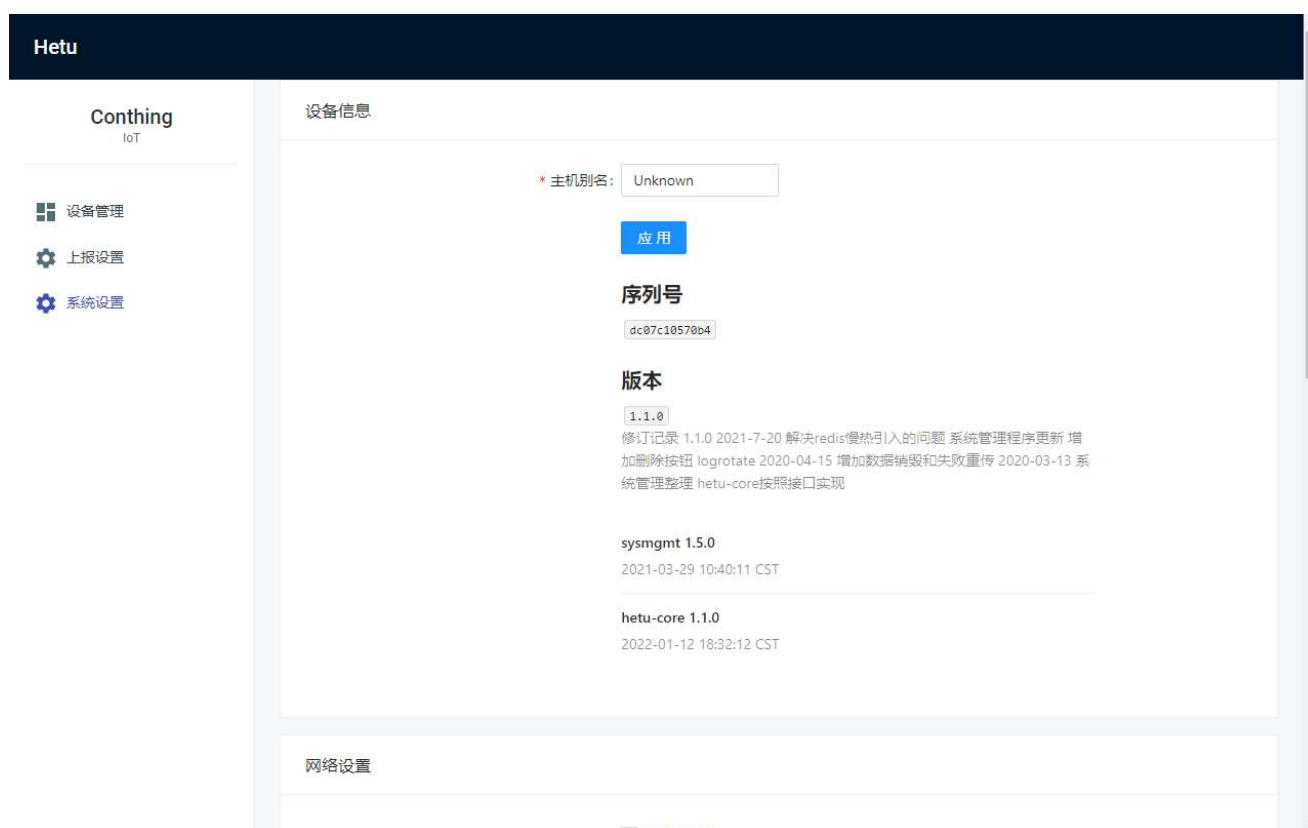 Hetu
Conthing
IoT
设备管理
上报设置
系统设置
设备信息
* 主机别名: Unknown
应 用
序列号
dc07c10570b4
版本
1.1.0
修订记录 1.1.0 2021-7-20 解决redis慢热引入的问题 系统管理程序更新 增
加删除按钮 logrotate 2020-04-15 增加数据销毁和失败重传 2020-03-13 系
统管理整理 hetu-core按照接口实现
sysmgmt 1.5.0
2021-03-29 10:40:11 CST
hetu-core 1.1.0
2022-01-12 18:32:12 CST
网络设置